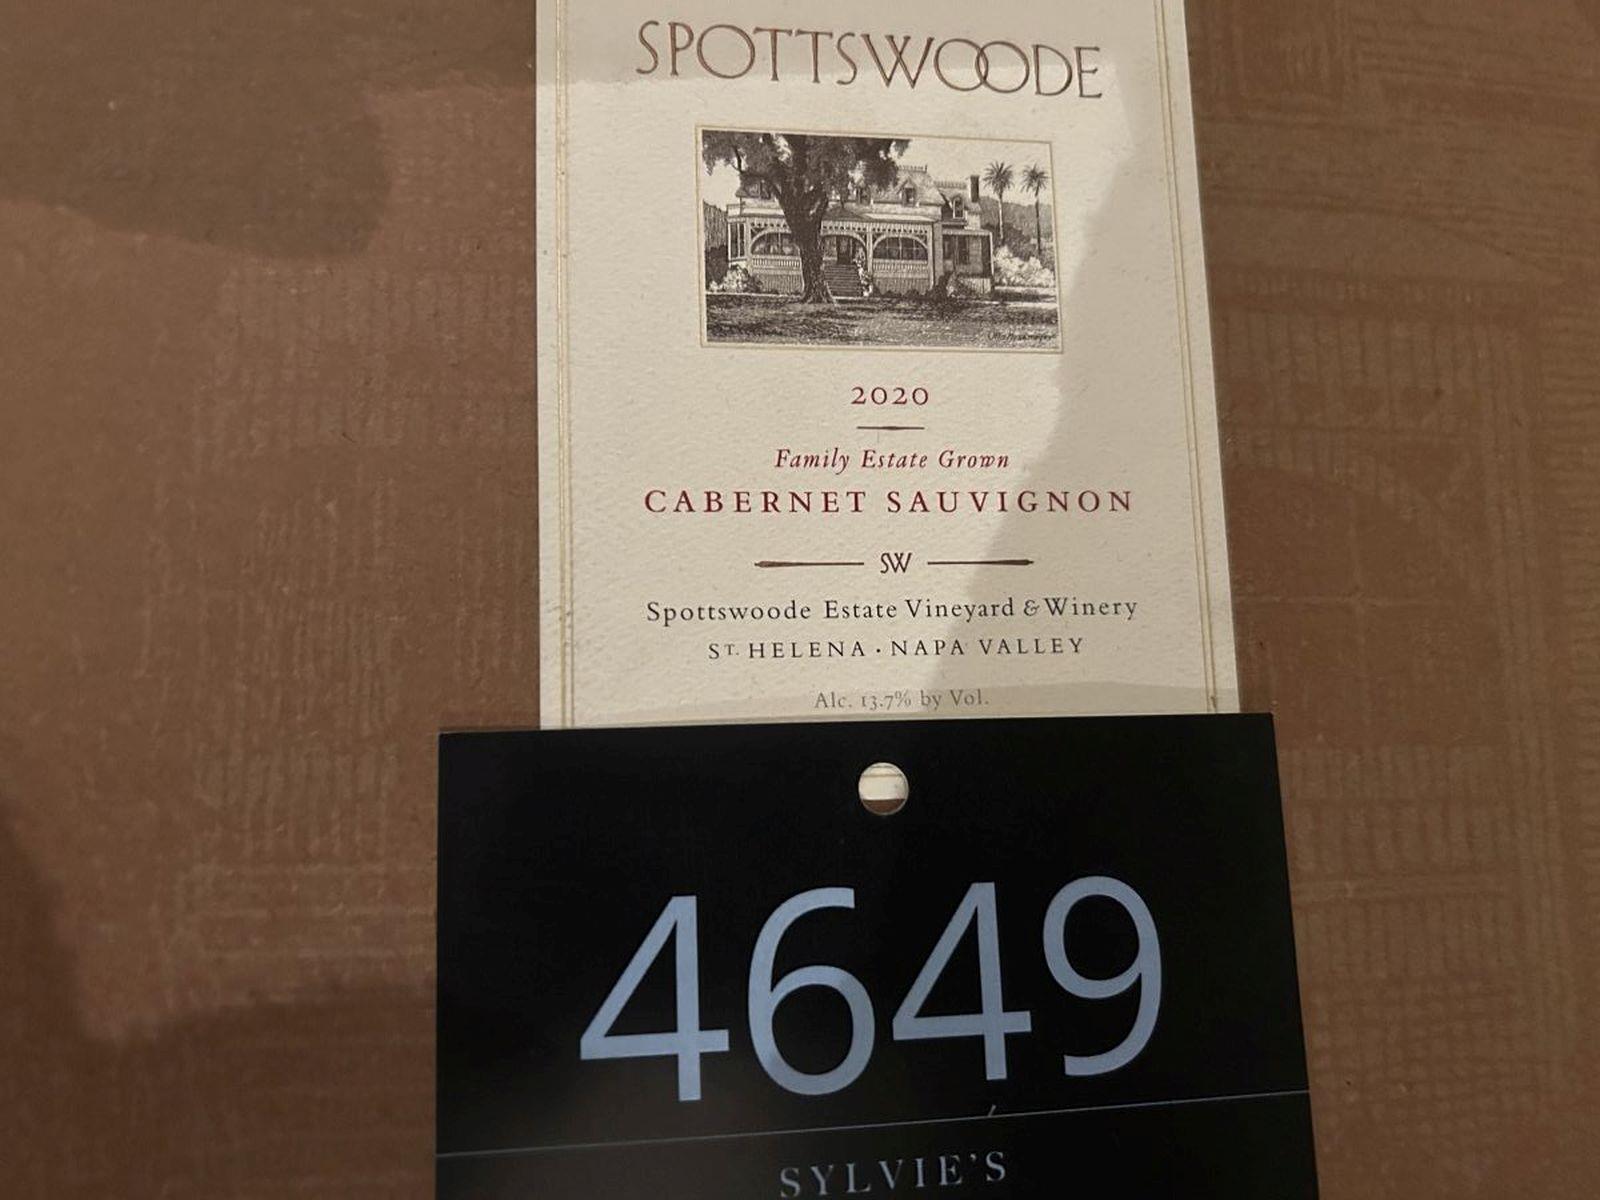 SPOTTSWOODE
2020
Family Estate Grown
CABERNET SAUVIGNON
SW
Spottswoode Estate Vineyard & Winery
ST. HELENA · NAPA VALLEY
Alc. 13.7% by Vol.
4649
SYLVIE'S